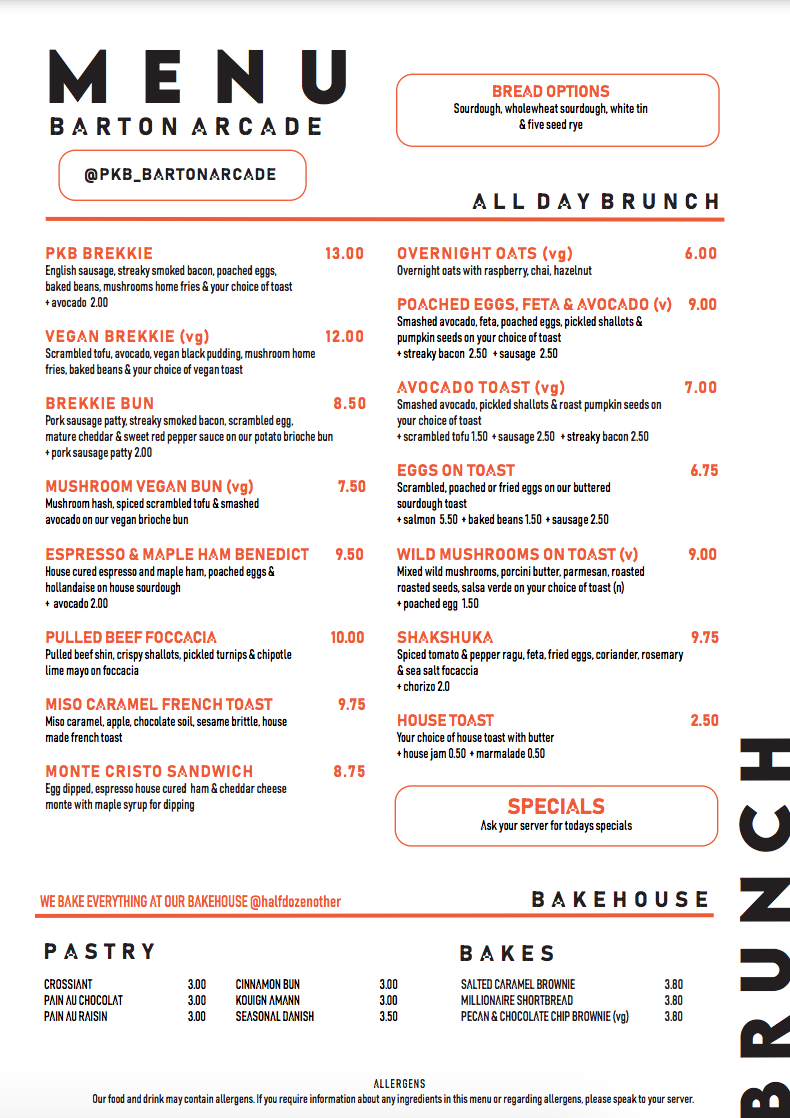 MENU
BARTON ARCADE
@PKB_BARTONARCADE
BREAD OPTIONS
Sourdough, wholewheat sourdough, white tin
& five seed rye
ALL DAY BRUNCH
PKB BREKKIE 13.00
English sausage, streaky smoked bacon, poached eggs,
baked beans, mushrooms home fries & your choice of toast
+ avocado 2.00
VEGAN BREKKIE (vg) 12.00
Scrambled tofu, avocado, vegan black pudding, mushroom home
fries, baked beans & your choice of vegan toast
BREKKIE BUN 8.50
Pork sausage patty, streaky smoked bacon, scrambled egg,
mature cheddar & sweet red pepper sauce on our potato brioche bun
+ pork sausage patty 2.00
MUSHROOM VEGAN BUN (vg) 7.50
Mushroom hash, spiced scrambled tofu & smashed
avocado on our vegan brioche bun
ESPRESSO & MAPLE HAM BENEDICT 9.50
House cured espresso and maple ham, poached eggs &
hollandaise on house sourdough
+ avocado 2.00
PULLED BEEF FOCCACIA 10.00
Pulled beef shin, crispy shallots, pickled turnips & chipotle
lime mayo on foccacia
MISO CARAMEL FRENCH TOAST 9.75
Miso caramel, apple, chocolate soil, sesame brittle, house
made french toast
MONTE CRISTO SANDWICH 8.75
Egg dipped, espresso house cured ham & cheddar cheese
monte with maple syrup for dipping
OVERNIGHT OATS (vg) 6.00
Overnight oats with raspberry, chai, hazelnut
POACHED EGGS, FETA & AVOCADO (v) 9.00
Smashed avocado, feta, poached eggs, pickled shallots &
pumpkin seeds on your choice of toast
+ streaky bacon 2.50 + sausage 2.50
AVOCADO TOAST (vg) 7.00
Smashed avocado, pickled shallots & roast pumpkin seeds on
your choice of toast
+ scrambled tofu 1.50 + sausage 2.50 + streaky bacon 2.50
EGGS ON TOAST 6.75
Scrambled, poached or fried eggs on our buttered
sourdough toast
+ salmon 5.50 + baked beans 1.50 + sausage 2.50
WILD MUSHROOMS ON TOAST (v) 9.00
Mixed wild mushrooms, porcini butter, parmesan, roasted
roasted seeds, salsa verde on your choice of toast (n)
+ poached egg 1.50
SHAKSHUKA 9.75
Spiced tomato & pepper ragu, feta, fried eggs, coriander, rosemary
& sea salt focaccia
+ chorizo 2.0
HOUSE TOAST 2.50
Your choice of house toast with butter
+ house jam 0.50 + marmalade 0.50
SPECIALS
Ask your server for todays specials
BRUNCH
WE BAKE EVERYTHING AT OUR BAKEHOUSE @halfdozenother
BAKEHOUSE
PASTRY
CROSSIANT 3.00
PAIN AU CHOCOLAT 3.00
PAIN AU RAISIN 3.00
CINNAMON BUN 3.00
KOUIGN AMANN 3.00
SEASONAL DANISH 3.50
BAKES
SALTED CARAMEL BROWNIE 3.80
MILLIONAIRE SHORTBREAD 3.80
PECAN & CHOCOLATE CHIP BROWNIE (vg) 3.80
ALLERGENS
Our food and drink may contain allergens. If you require information about any ingredients in this menu or regarding allergens, please speak to your server.